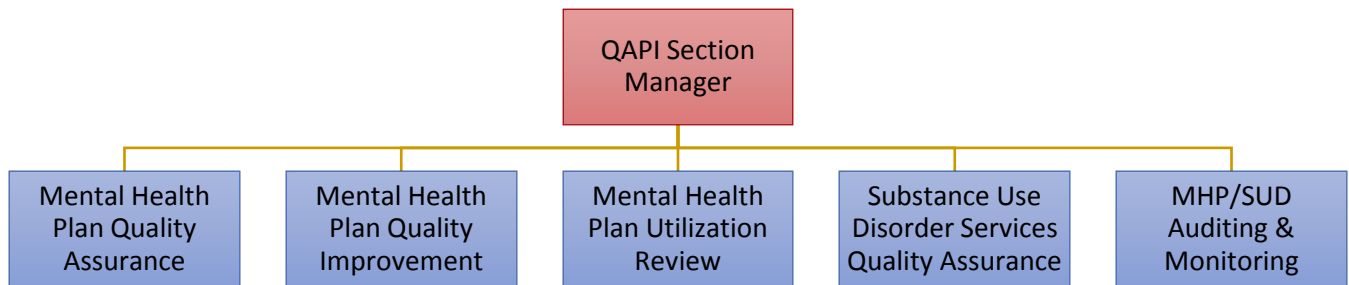 QAPI Section
Manager
Mental Health
Plan Quality
Assurance
Mental Health
Plan Quality
Improvement
Mental Health
Plan Utilization
Review
Substance Use
Disorder Services
Quality Assurance
MHP/SUD
Auditing &
Monitoring